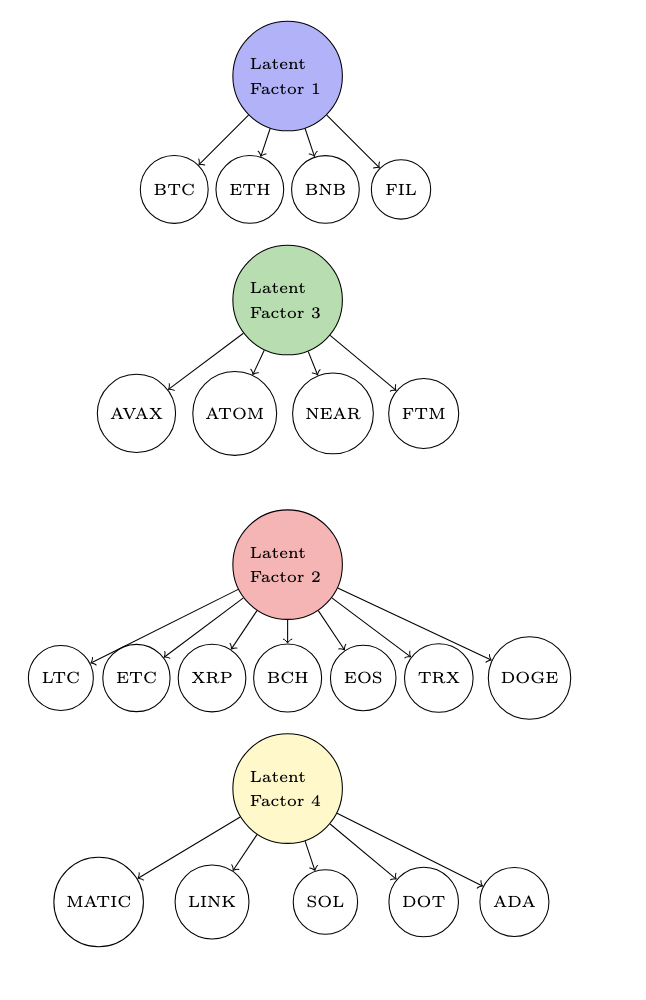 Latent
Factor 1
BTC ETH BNB FIL
Latent
Factor 3
AVAX ATOM NEAR FTM
Latent
Factor 2
LTC ETC XRP BCH EOS TRX DOGE
Latent
Factor 4
MATIC LINK SOL DOT ADA